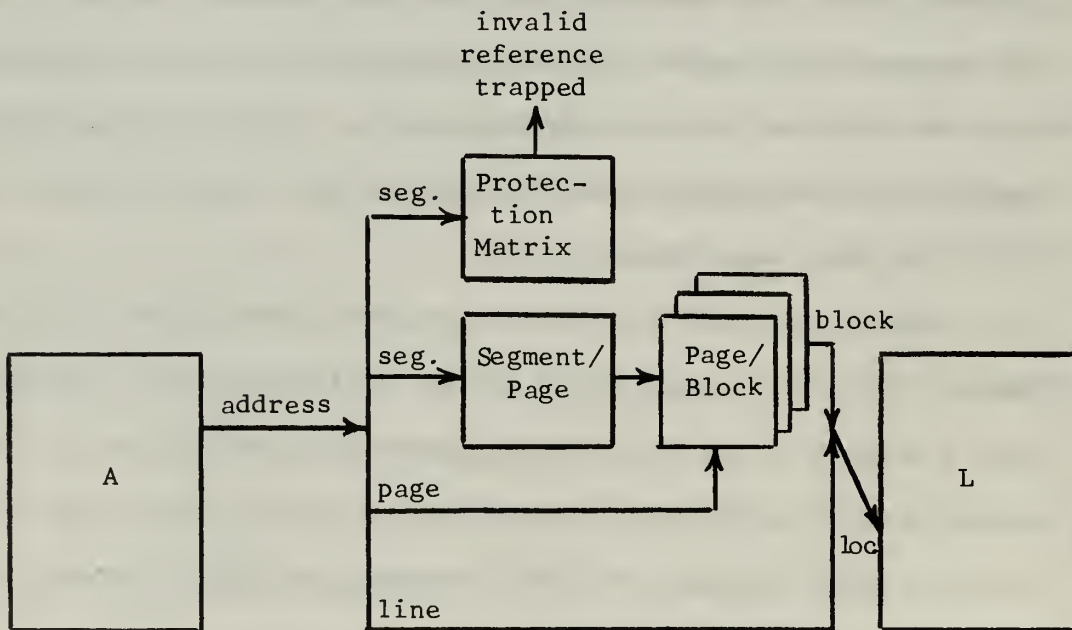 invalid
reference
trapped
seg.
Protec-
tion
Matrix
seg.
Segment/
Page
Page/
Block
block
address
A
page
L
loc
line